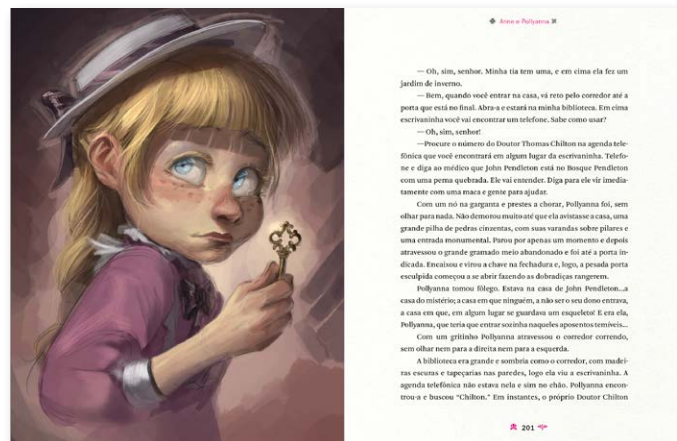 Anne e Pollyanna
— Oh, sim, senhor. Minha tia tem uma, e em cima ela fez um
jardim de inverno.
— Bem, quando você entrar na casa, vá reto pelo corredor até a
porta que está no final. Abra-a e estará na minha biblioteca. Em cima
escrivaninha você vai encontrar um telefone. Sabe como usar?
— Oh, sim, senhor!
—Procure o número do Doutor Thomas Chilton na agenda tele-
fônica que você encontrará em algum lugar da escrivaninha. Telefo-
ne e diga ao médico que John Pendleton está no Bosque Pendleton
com uma perna quebrada. Ele vai entender. Diga para ele vir imedia-
tamente com uma maca e gente para ajudar.
Com um nó na garganta e prestes a chorar, Pollyanna foi, sem
olhar para nada. Não demorou muito até que ela avistasse a casa, uma
grande pilha de pedras cinzentas, com suas varandas sobre pilares e
uma entrada monumental. Parou por apenas um momento e depois
atravessou o grande gramado meio abandonado e foi até a porta in-
dicada. Encaixou e virou a chave na fechadura e, logo, a pesada porta
esculpida começou a se abrir fazendo as dobradiças rangerem.
Pollyanna tomou fôlego. Estava na casa de John Pendleton...a
casa do mistério; a casa em que ninguém, a não ser o seu dono entrava,
a casa em que, em algum lugar se guardava um esqueleto! E era ela,
Pollyanna, que teria que entrar sozinha naqueles aposentos temíveis...
Com um gritinho Pollyanna atravessou o corredor correndo,
sem olhar nem para a direita nem para a esquerda.
A biblioteca era grande e sombria como o corredor, com madei-
ras escuras e tapeçarias nas paredes, logo ela viu a escrivaninha. A
agenda telefônica não estava nela e sim no chão. Pollyanna encon-
trou-a e buscou “Chilton.” Em instantes, o próprio Doutor Chilton
201